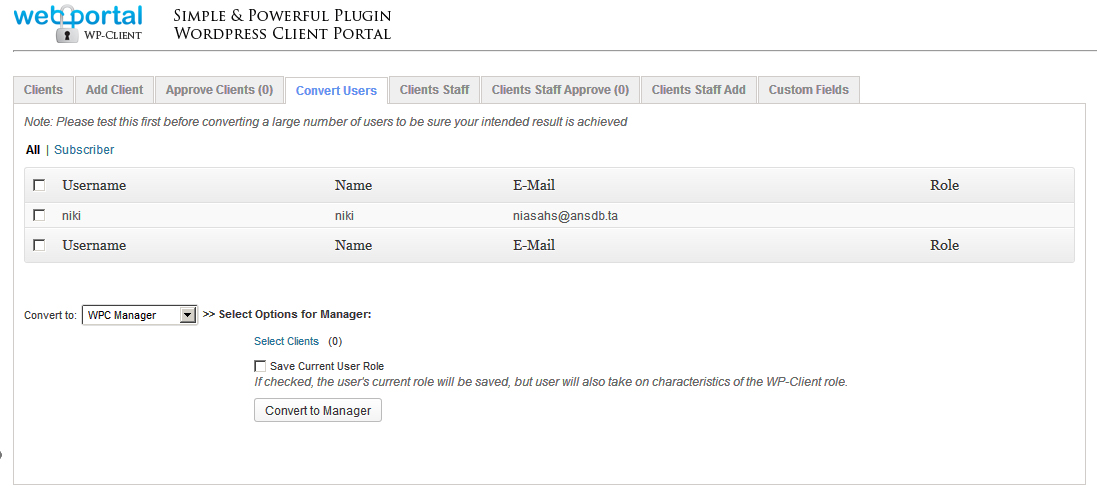 webportal
WP-Client
Simple & Powerful Plugin
Wordpress Client Portal
Clients Add Client Approve Clients (0) Convert Users Clients Staff Clients Staff Approve (0) Clients Staff Add Custom Fields
Note: Please test this first before converting a large number of users to be sure your intended result is achieved
All | Subscriber
Username Name E-Mail Role
niki niki niasahs@ansdb.ta
Username Name E-Mail Role
Convert to: WPC Manager >> Select Options for Manager:
Select Clients (0)
Save Current User Role
If checked, the user's current role will be saved, but user will also take on characteristics of the WP-Client role.
Convert to Manager